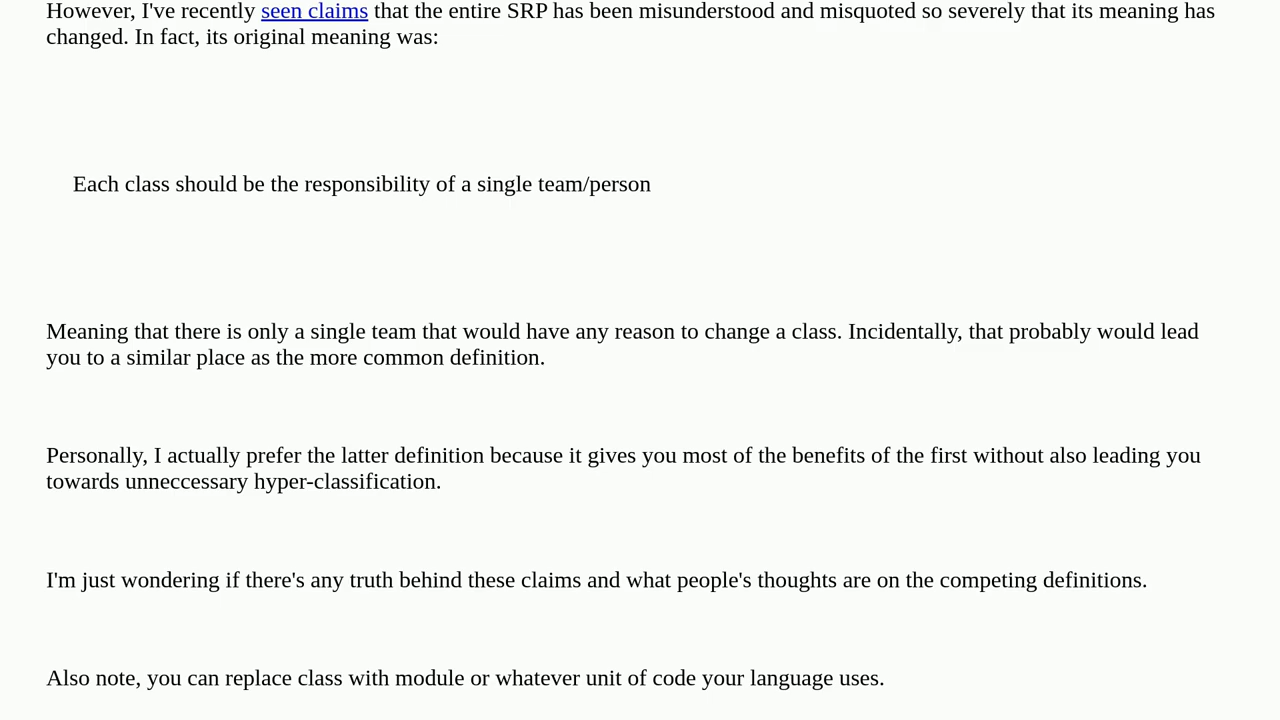 However, I've recently seen claims that the entire SRP has been misunderstood and misquoted so severely that its meaning has
changed. In fact, its original meaning was:
Each class should be the responsibility of a single team/person
Meaning that there is only a single team that would have any reason to change a class. Incidentally, that probably would lead
you to a similar place as the more common definition.
Personally, I actually prefer the latter definition because it gives you most of the benefits of the first without also leading you
towards unneccessary hyper-classification.
I'm just wondering if there's any truth behind these claims and what people's thoughts are on the competing definitions.
Also note, you can replace class with module or whatever unit of code your language uses.